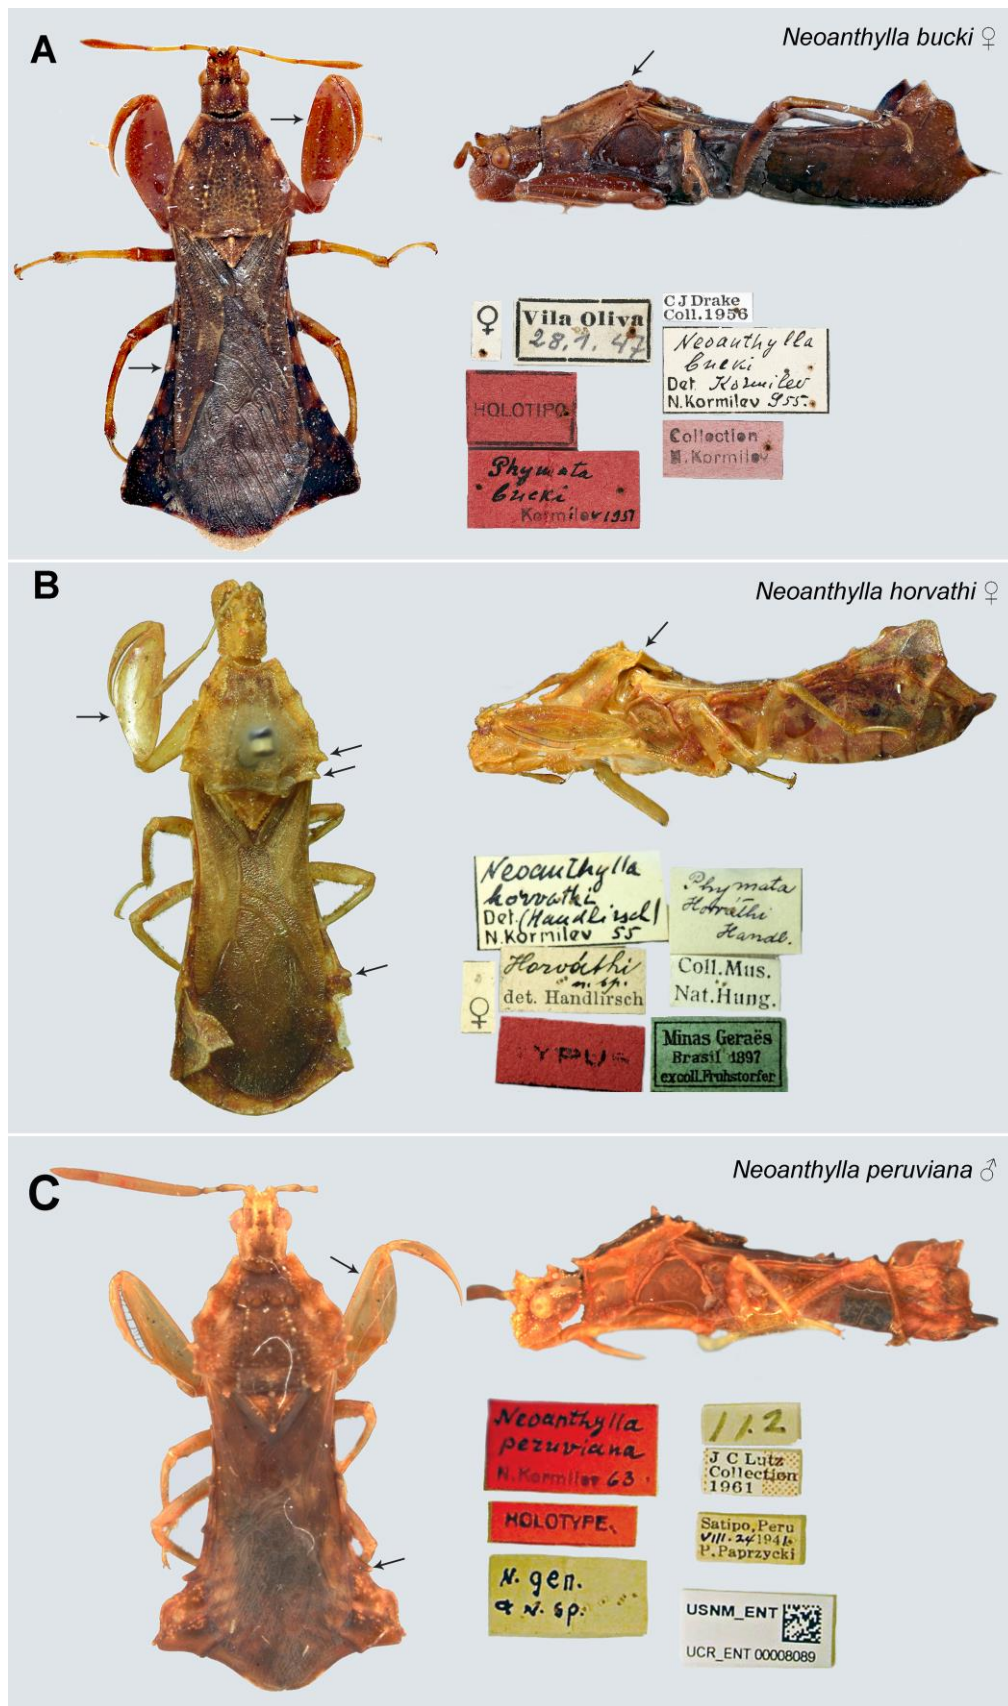 A
Neoanthylla bucki ♀
♀
Vila Oliva
28.1.47
C J Drake
Coll.1956
Neoanthylla
bucki
Det. Kormilev
N.Kormilev 955.
HOLOTIPO
Collection
N.Kormilev
Phymata
bucki
Kormilev 1951
B
Neoanthylla horvathi ♀
Neoanthylla
horvathi
Det. (Handlirsch)
N.Kormilev 55
Phymata
Horváthi
Handl.
Horváthi
n. sp.
det. Handlirsch
Coll.Mus.
Nat.Hung.
♀
TYPUS
Minas Geraës
Brasil 1897
excoll.Fruhstorfer
C
Neoanthylla peruviana ♂
Neoanthylla
peruviana
N.Kormilev 63
11.2
J C Lutz
Collection
1961
HOLOTYPE.
Satipo, Peru
VIII.24 1941
P. Paprzycki
N. gen.
& N. sp.
USNM_ENT
UCR_ENT 00008089